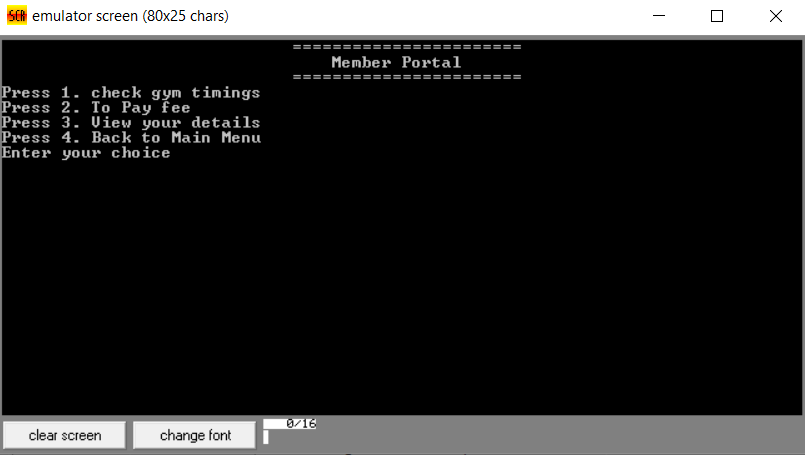 SCR emulator screen (80x25 chars)
=======================
Member Portal
=======================
Press 1. check gym timings
Press 2. To Pay fee
Press 3. View your details
Press 4. Back to Main Menu
Enter your choice
clear screen
change font
0/16